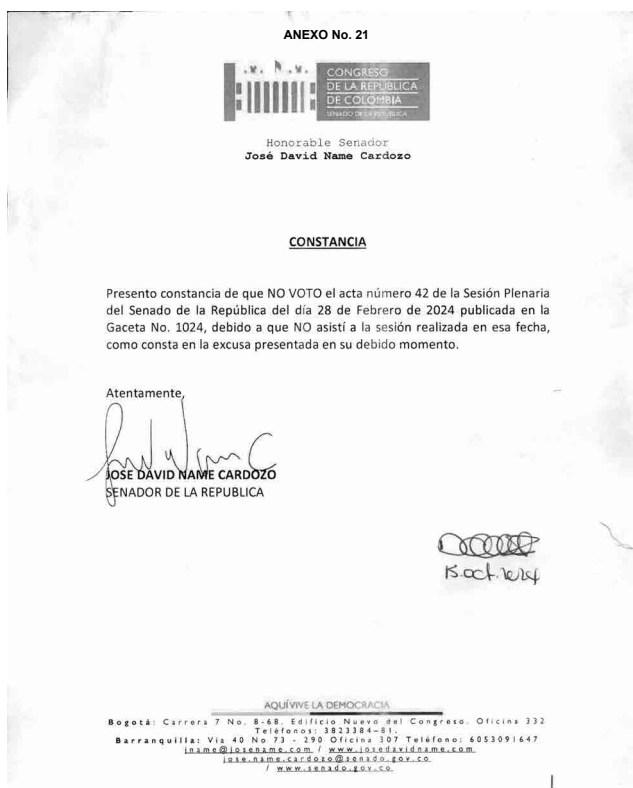 ANEXO No. 21
CONGRESO
DE LA REPÚBLICA
DE COLOMBIA
SENADO DE LA REPÚBLICA
Honorable Senador
José David Name Cardozo
CONSTANCIA
Presento constancia de que NO VOTO el acta número 42 de la Sesión Plenaria
del Senado de la República del día 28 de Febrero de 2024 publicada en la
Gaceta No. 1024, debido a que NO asistí a la sesión realizada en esa fecha,
como consta en la excusa presentada en su debido momento.
Atentamente,
JOSE DAVID NAME CARDOZO
SENADOR DE LA REPUBLICA
15. oct. 2024
AQUÍ VIVE LA DEMOCRACIA
Bogotá: Carrera 7 No. 8-68. Edificio Nuevo del Congreso. Oficina 332
Teléfonos: 3823384-81.
Barranquilla: Via 40 No 73 - 290 Oficina 307 Teléfono: 6053091647
jname@josename.com / www.josedavidname.com
jose.name.cardozo@senado.gov.co
/ www.senado.gov.co